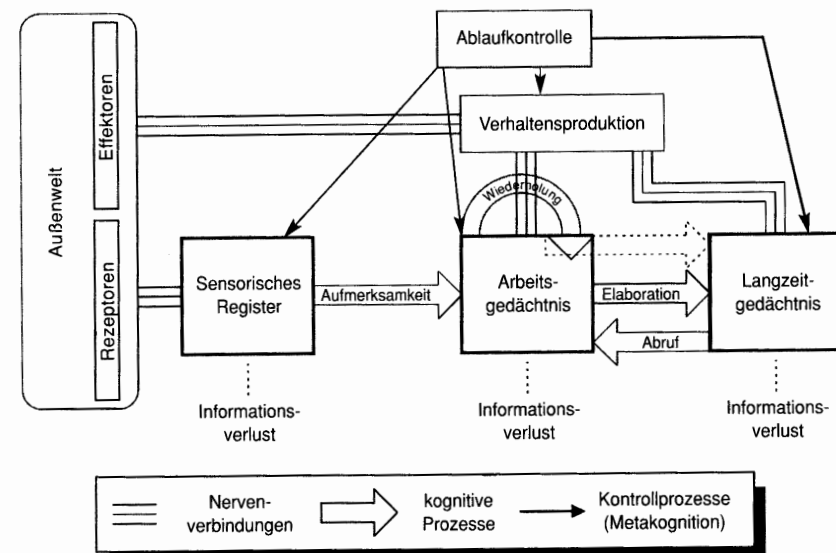 Ablaufkontrolle
Außenwelt
Effektoren
Verhaltensproduktion
Wiederholung
Rezeptoren
Sensorisches
Register
Aufmerksamkeit
Arbeits-
gedächtnis
Elaboration
Abruf
Langzeit-
gedächtnis
Informations-
verlust
Informations-
verlust
Informations-
verlust
Nerven-
verbindungen
kognitive
Prozesse
Kontrollprozesse
(Metakognition)